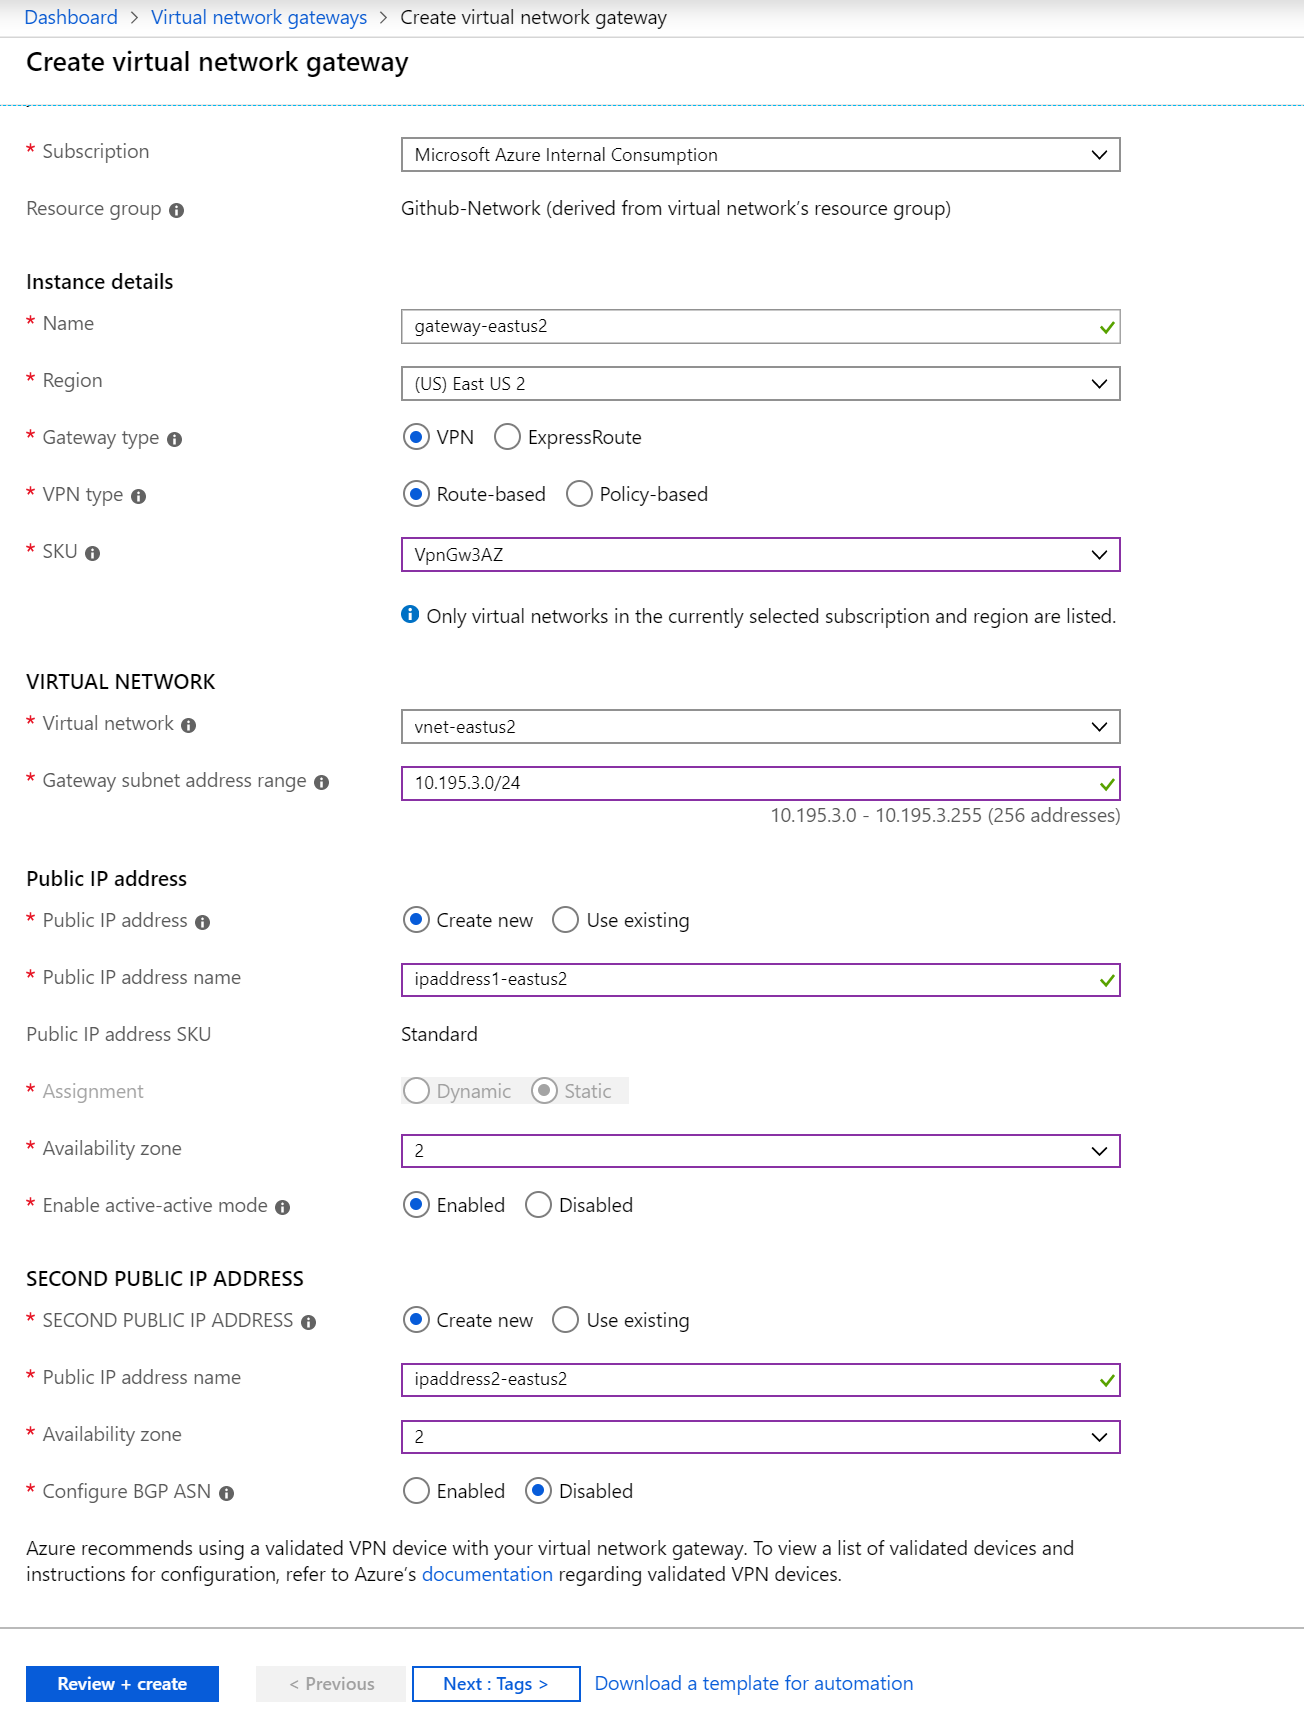 Dashboard > Virtual network gateways > Create virtual network gateway
Create virtual network gateway
* Subscription
Microsoft Azure Internal Consumption
Resource group
Github-Network (derived from virtual network's resource group)
Instance details
* Name
gateway-eastus2
* Region
(US) East US 2
* Gateway type
VPN ExpressRoute
* VPN type
Route-based Policy-based
* SKU
VpnGw3AZ
Only virtual networks in the currently selected subscription and region are listed.
VIRTUAL NETWORK
* Virtual network
vnet-eastus2
* Gateway subnet address range
10.195.3.0/24
10.195.3.0 - 10.195.3.255 (256 addresses)
Public IP address
* Public IP address
Create new Use existing
* Public IP address name
ipaddress1-eastus2
Public IP address SKU
Standard
* Assignment
Dynamic Static
* Availability zone
2
* Enable active-active mode
Enabled Disabled
SECOND PUBLIC IP ADDRESS
* SECOND PUBLIC IP ADDRESS
Create new Use existing
* Public IP address name
ipaddress2-eastus2
* Availability zone
2
* Configure BGP ASN
Enabled Disabled
Azure recommends using a validated VPN device with your virtual network gateway. To view a list of validated devices and
instructions for configuration, refer to Azure's documentation regarding validated VPN devices.
Review + create
< Previous
Next : Tags >
Download a template for automation